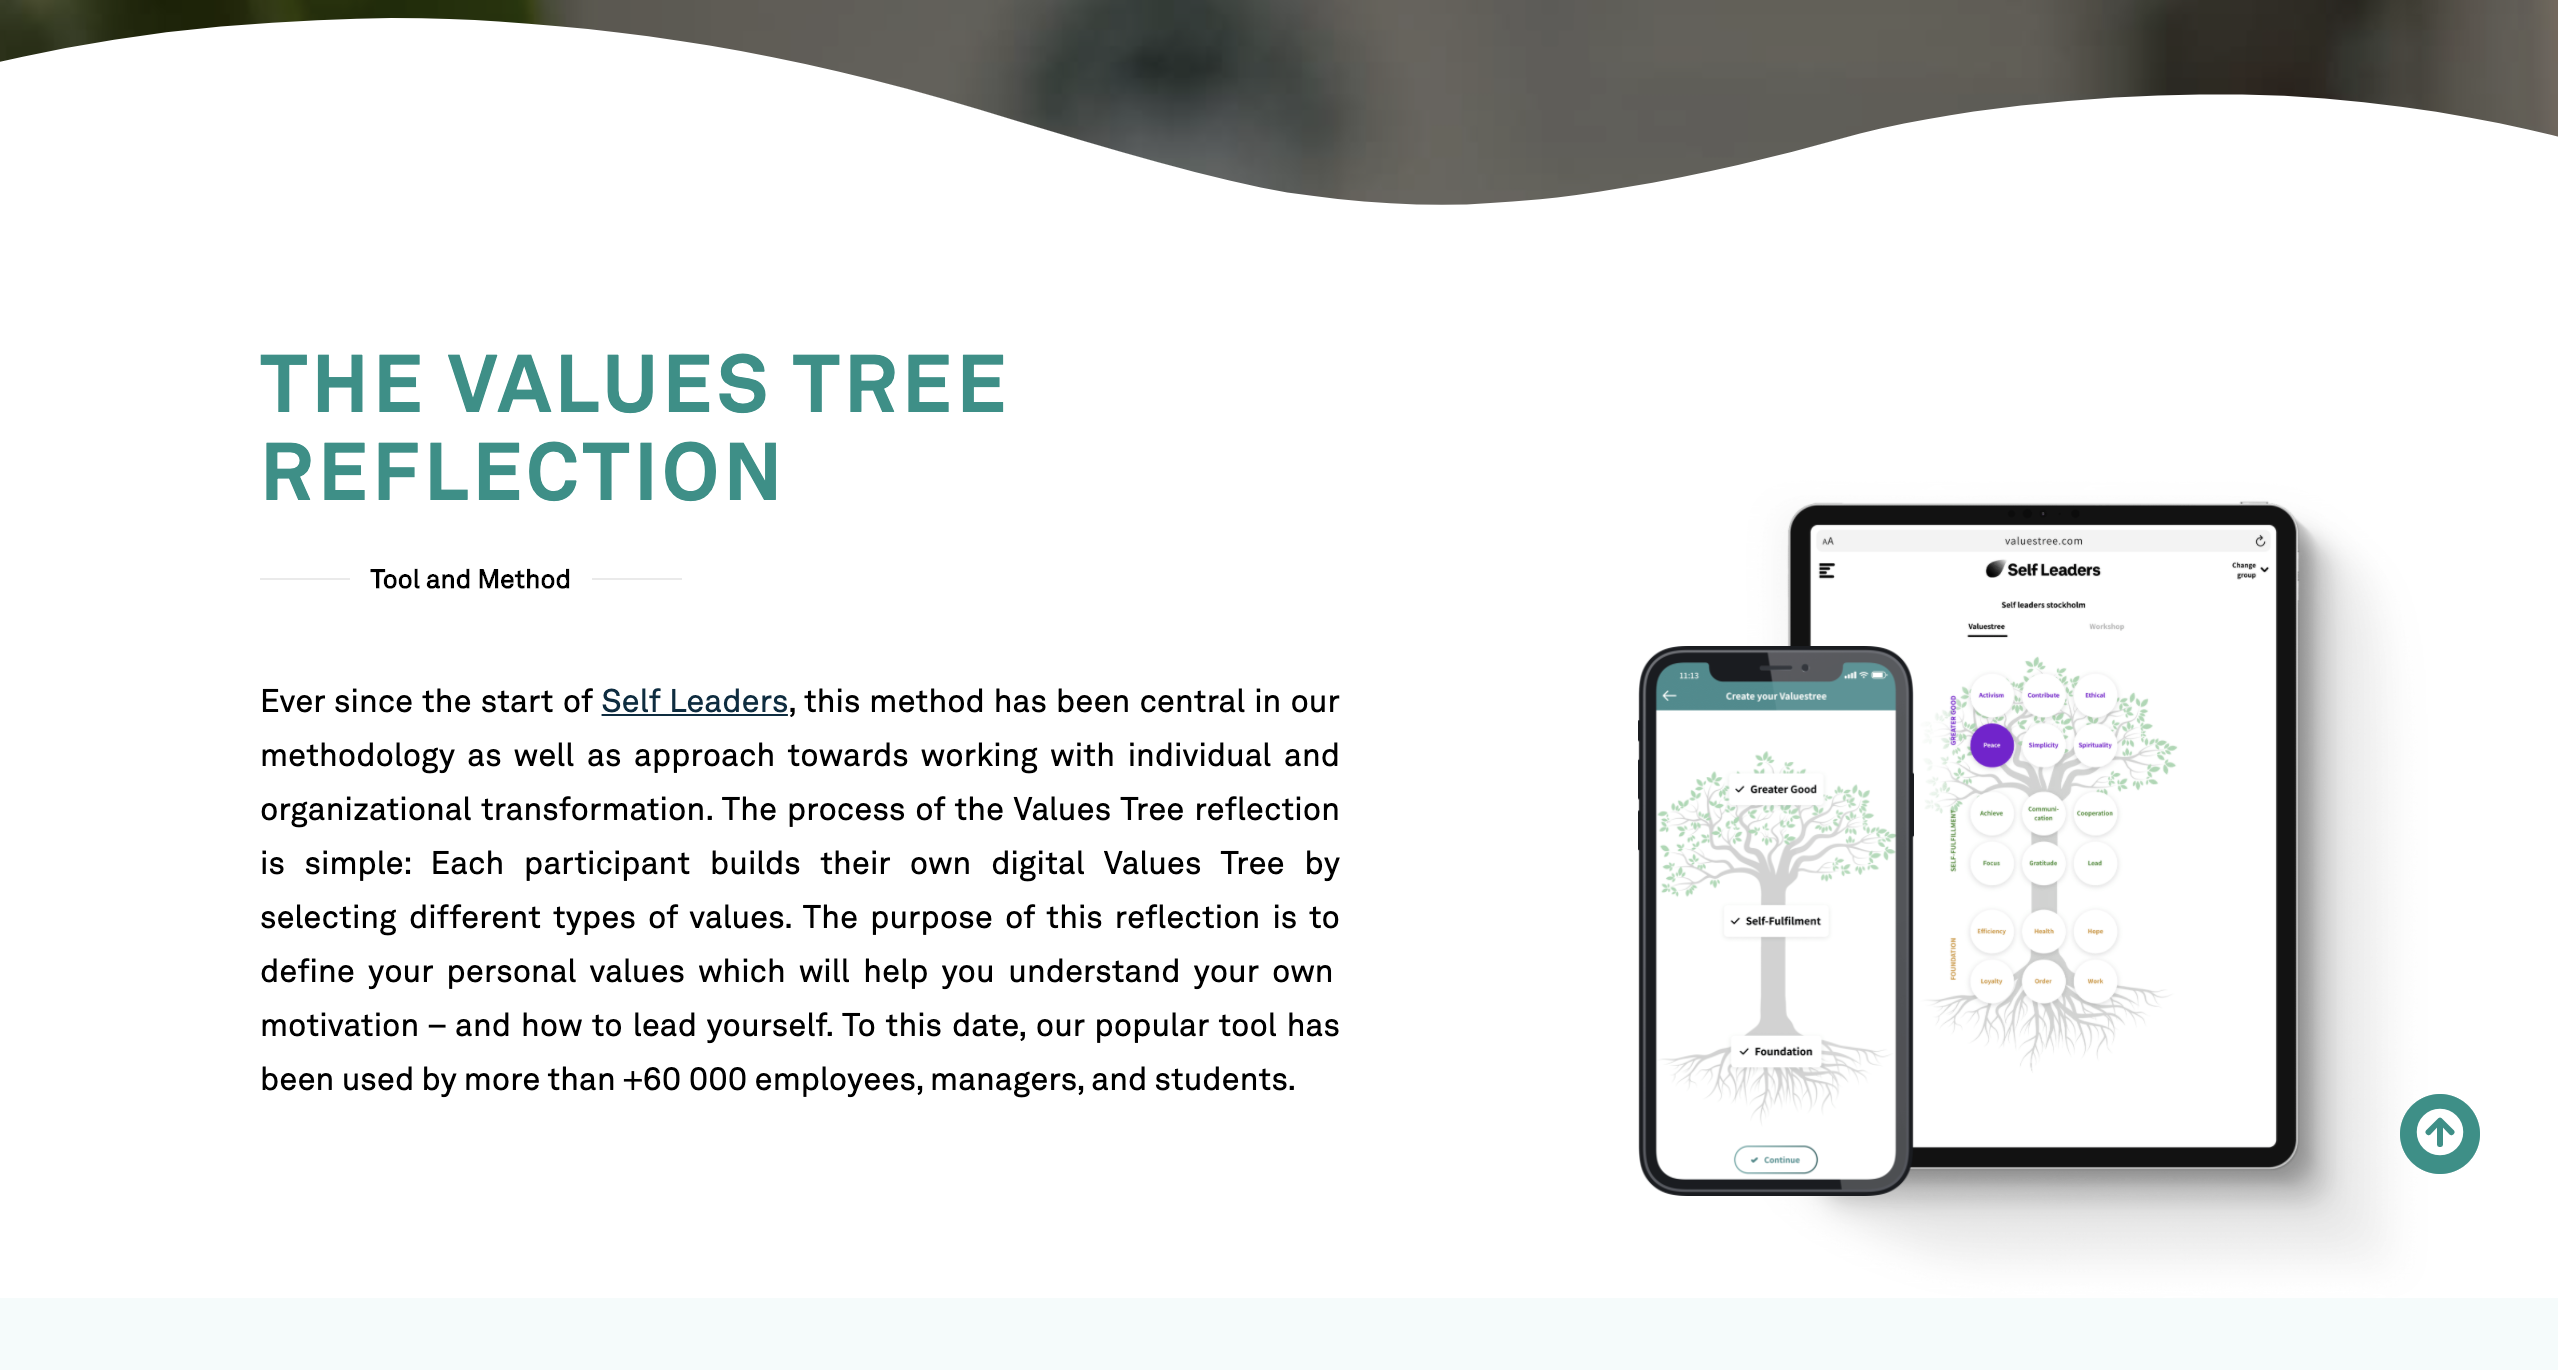 THE VALUES TREE
REFLECTION
Tool and Method
Ever since the start of Self Leaders, this method has been central in our
methodology as well as approach towards working with individual and
organizational transformation. The process of the Values Tree reflection
is simple: Each participant builds their own digital Values Tree by
selecting different types of values. The purpose of this reflection is to
define your personal values which will help you understand your own
motivation – and how to lead yourself. To this date, our popular tool has
been used by more than +60 000 employees, managers, and students.
AA valuestree.com
Self Leaders
Change
group
Self leaders stockholm
Valuestree Workshop
GREATER GOOD
Activism Contribute Ethical
Peace Simplicity Spirituality
SELF-FULFILLMENT
Achieve Communi-
cation Cooperation
Focus Gratitude Lead
FOUNDATION
Efficiency Health Hope
Loyalty Order Work
11:13
Create your Valuestree
Greater Good
Self-Fulfilment
Foundation
Continue